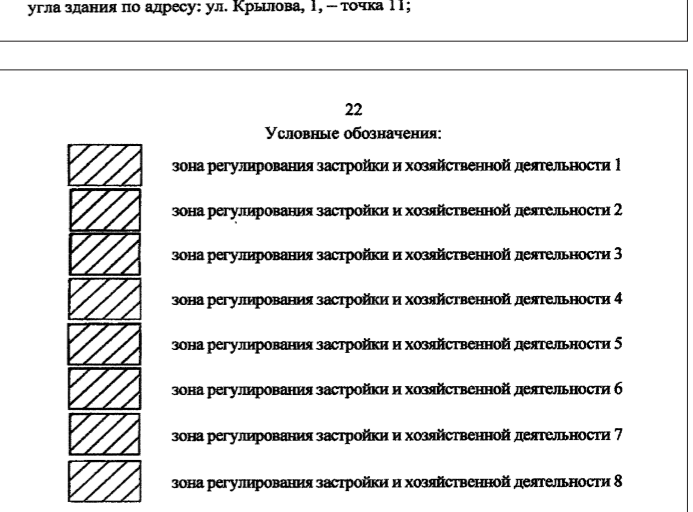 угла здания по адресу: ул. Крылова, 1, – точка 11;
22
Условные обозначения:
зона регулирования застройки и хозяйственной деятельности 1
зона регулирования застройки и хозяйственной деятельности 2
зона регулирования застройки и хозяйственной деятельности 3
зона регулирования застройки и хозяйственной деятельности 4
зона регулирования застройки и хозяйственной деятельности 5
зона регулирования застройки и хозяйственной деятельности 6
зона регулирования застройки и хозяйственной деятельности 7
зона регулирования застройки и хозяйственной деятельности 8